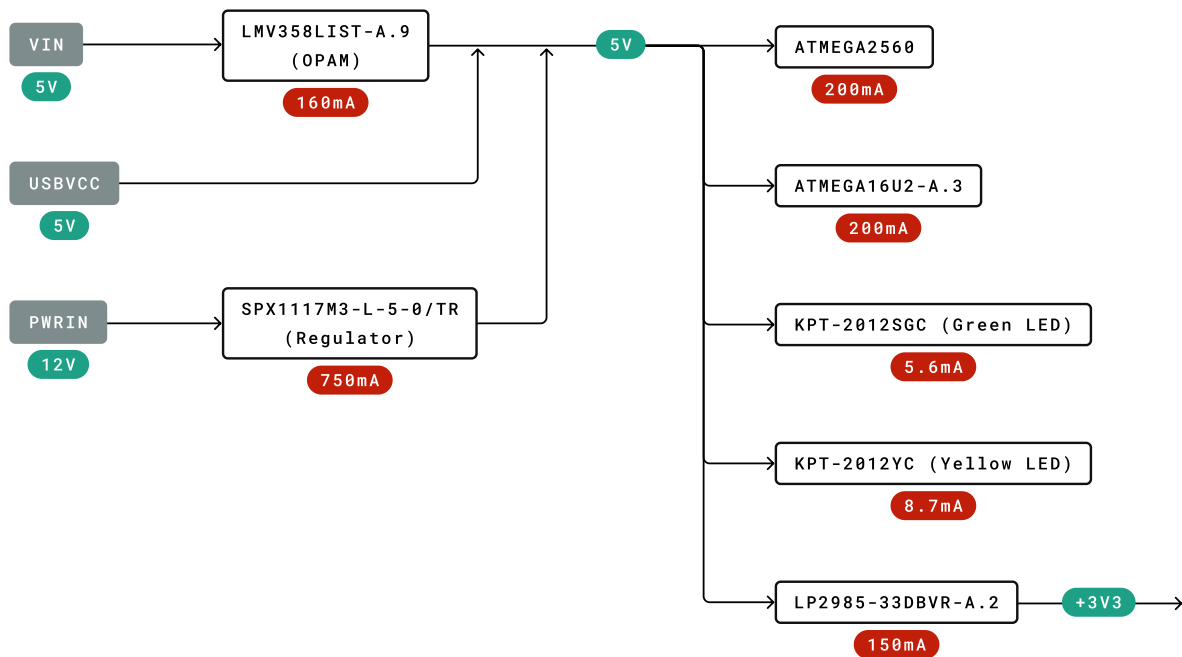 VIN
5V
LMV358LIST-A.9
(OPAM)
160mA
5V
ATMEGA2560
200mA
USBVCC
5V
ATMEGA16U2-A.3
200mA
PWRIN
12V
SPX1117M3-L-5-0/TR
(Regulator)
750mA
KPT-2012SGC (Green LED)
5.6mA
KPT-2012YC (Yellow LED)
8.7mA
LP2985-33DBVR-A.2
150mA
+3V3